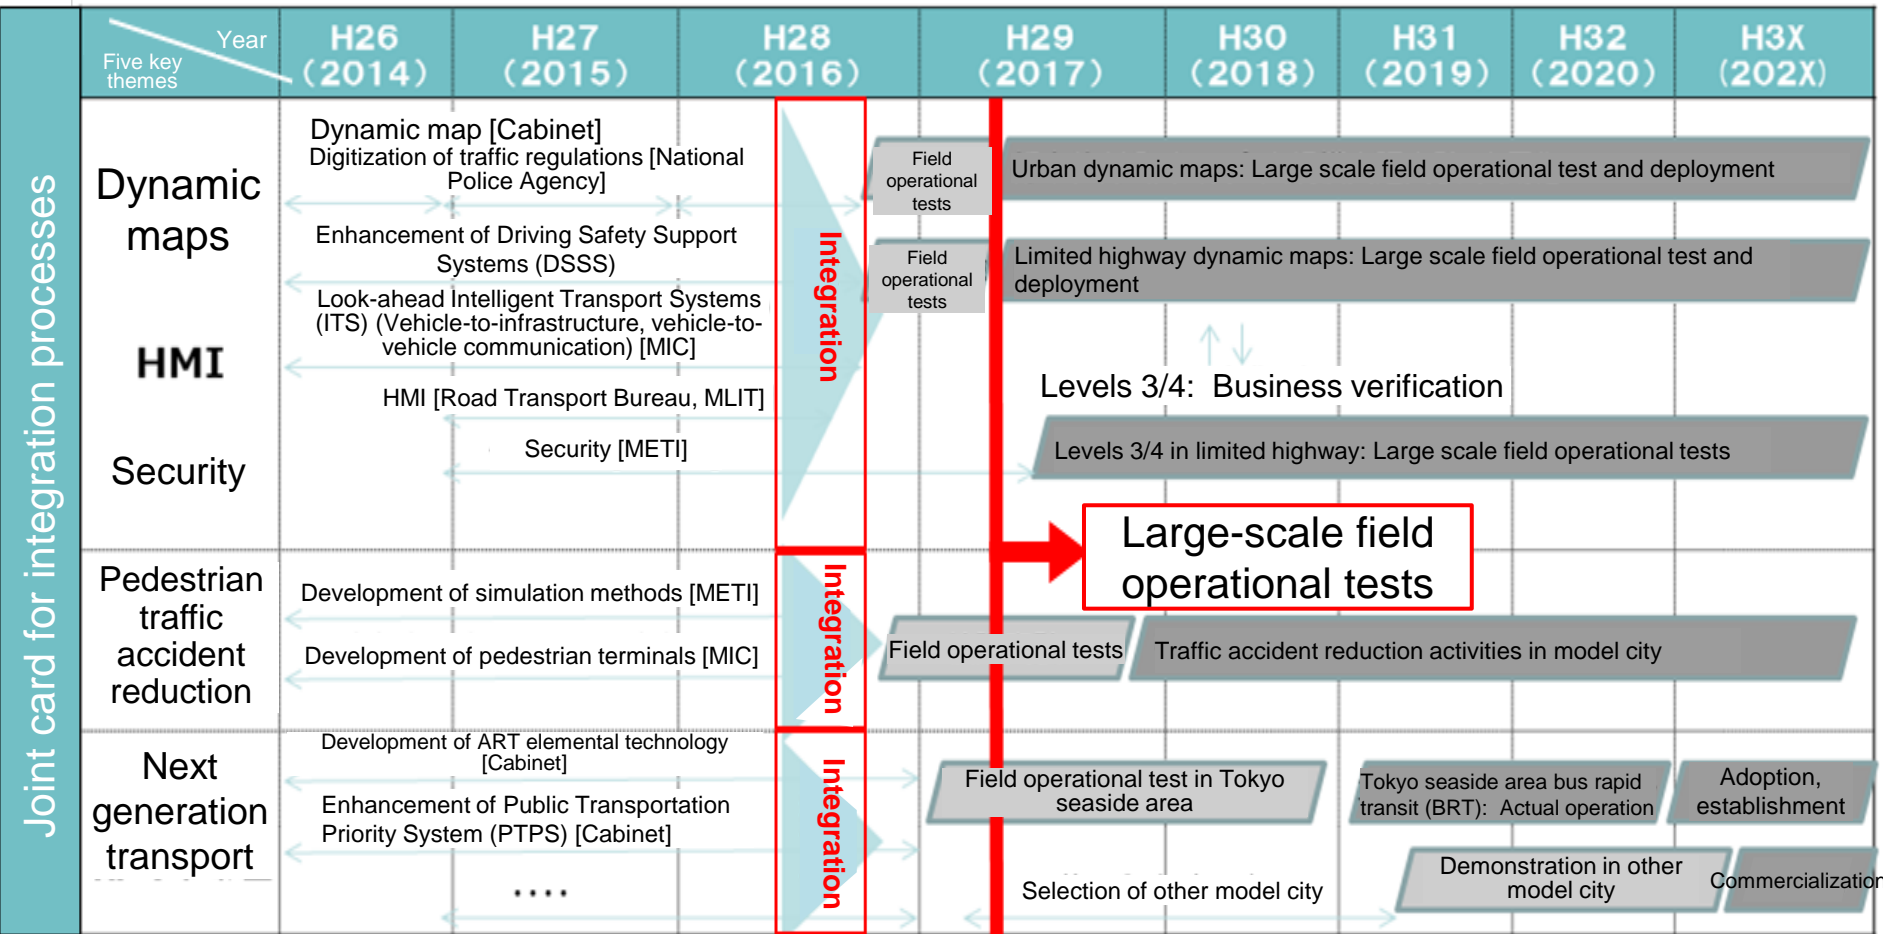 Joint card for integration processes
Year
Five key
themes
H26
(2014)
H27
(2015)
H28
(2016)
H29
(2017)
H30
(2018)
H31
(2019)
H32
(2020)
H3X
(202X)
Dynamic
maps
HMI
Security
Dynamic map [Cabinet]
Digitization of traffic regulations [National
Police Agency]
Enhancement of Driving Safety Support
Systems (DSSS)
Look-ahead Intelligent Transport Systems
(ITS) (Vehicle-to-infrastructure, vehicle-to-
vehicle communication) [MIC]
HMI [Road Transport Bureau, MLIT]
Security [METI]
Integration
Field
operational
tests
Urban dynamic maps: Large scale field operational test and deployment
Field
operational
tests
Limited highway dynamic maps: Large scale field operational test and
deployment
Levels 3/4: Business verification
Levels 3/4 in limited highway: Large scale field operational tests
Large-scale field
operational tests
Pedestrian
traffic
accident
reduction
Development of simulation methods [METI]
Development of pedestrian terminals [MIC]
Integration
Field operational tests
Traffic accident reduction activities in model city
Next
generation
transport
Development of ART elemental technology
[Cabinet]
Enhancement of Public Transportation
Priority System (PTPS) [Cabinet]
....
Integration
Field operational test in Tokyo
seaside area
Tokyo seaside area bus rapid
transit (BRT): Actual operation
Adoption,
establishment
Selection of other model city
Demonstration in other
model city
Commercialization